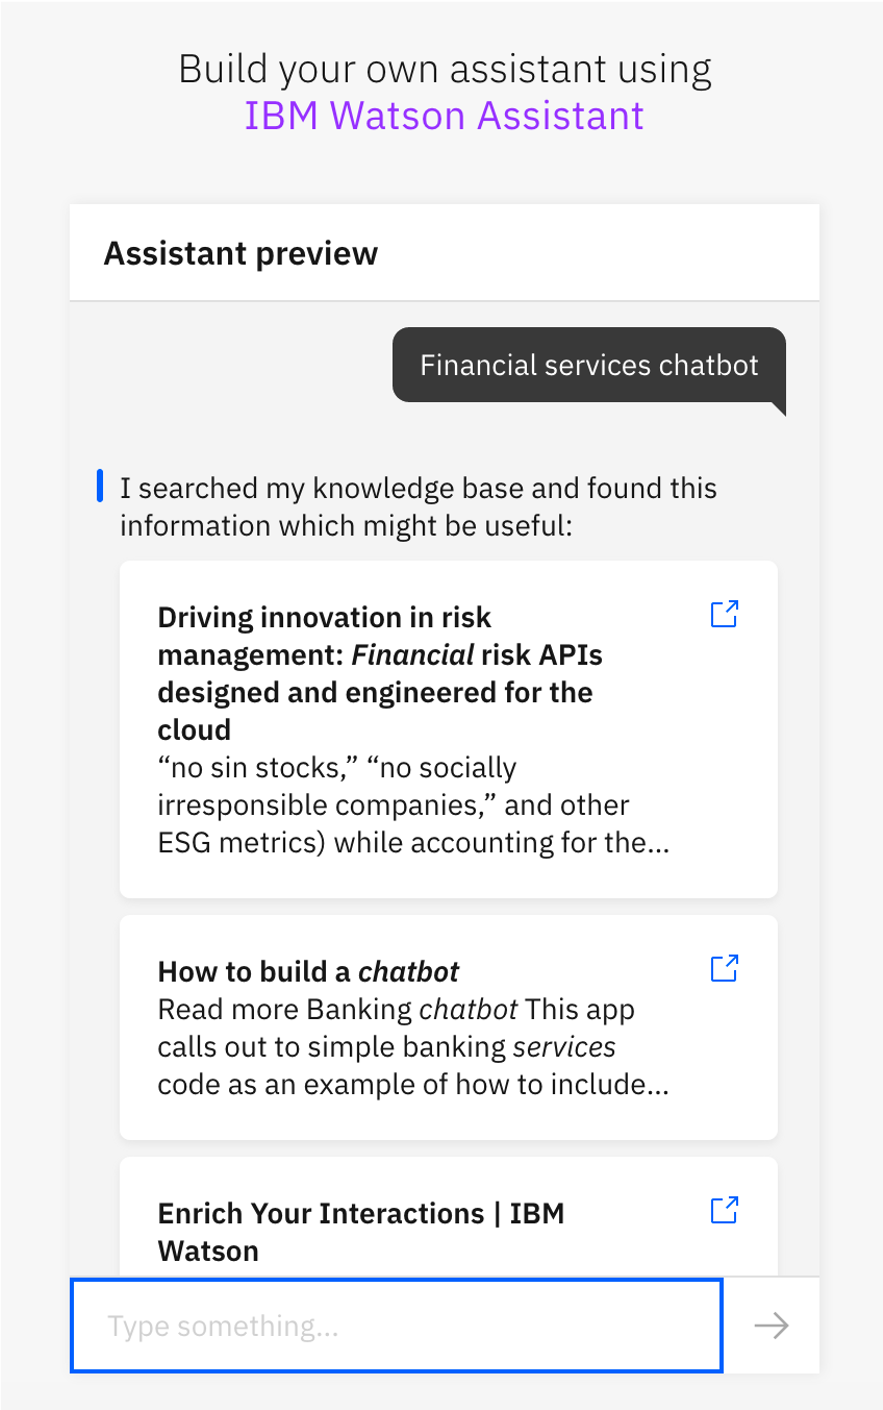 Build your own assistant using
IBM Watson Assistant
Assistant preview
Financial services chatbot
I searched my knowledge base and found this
information which might be useful:
Driving innovation in risk
management: Financial risk APIs
designed and engineered for the
cloud
“no sin stocks,” “no socially
irresponsible companies,” and other
ESG metrics) while accounting for the...
How to build a chatbot
Read more Banking chatbot This app
calls out to simple banking services
code as an example of how to include...
Enrich Your Interactions | IBM
Watson
Type something...